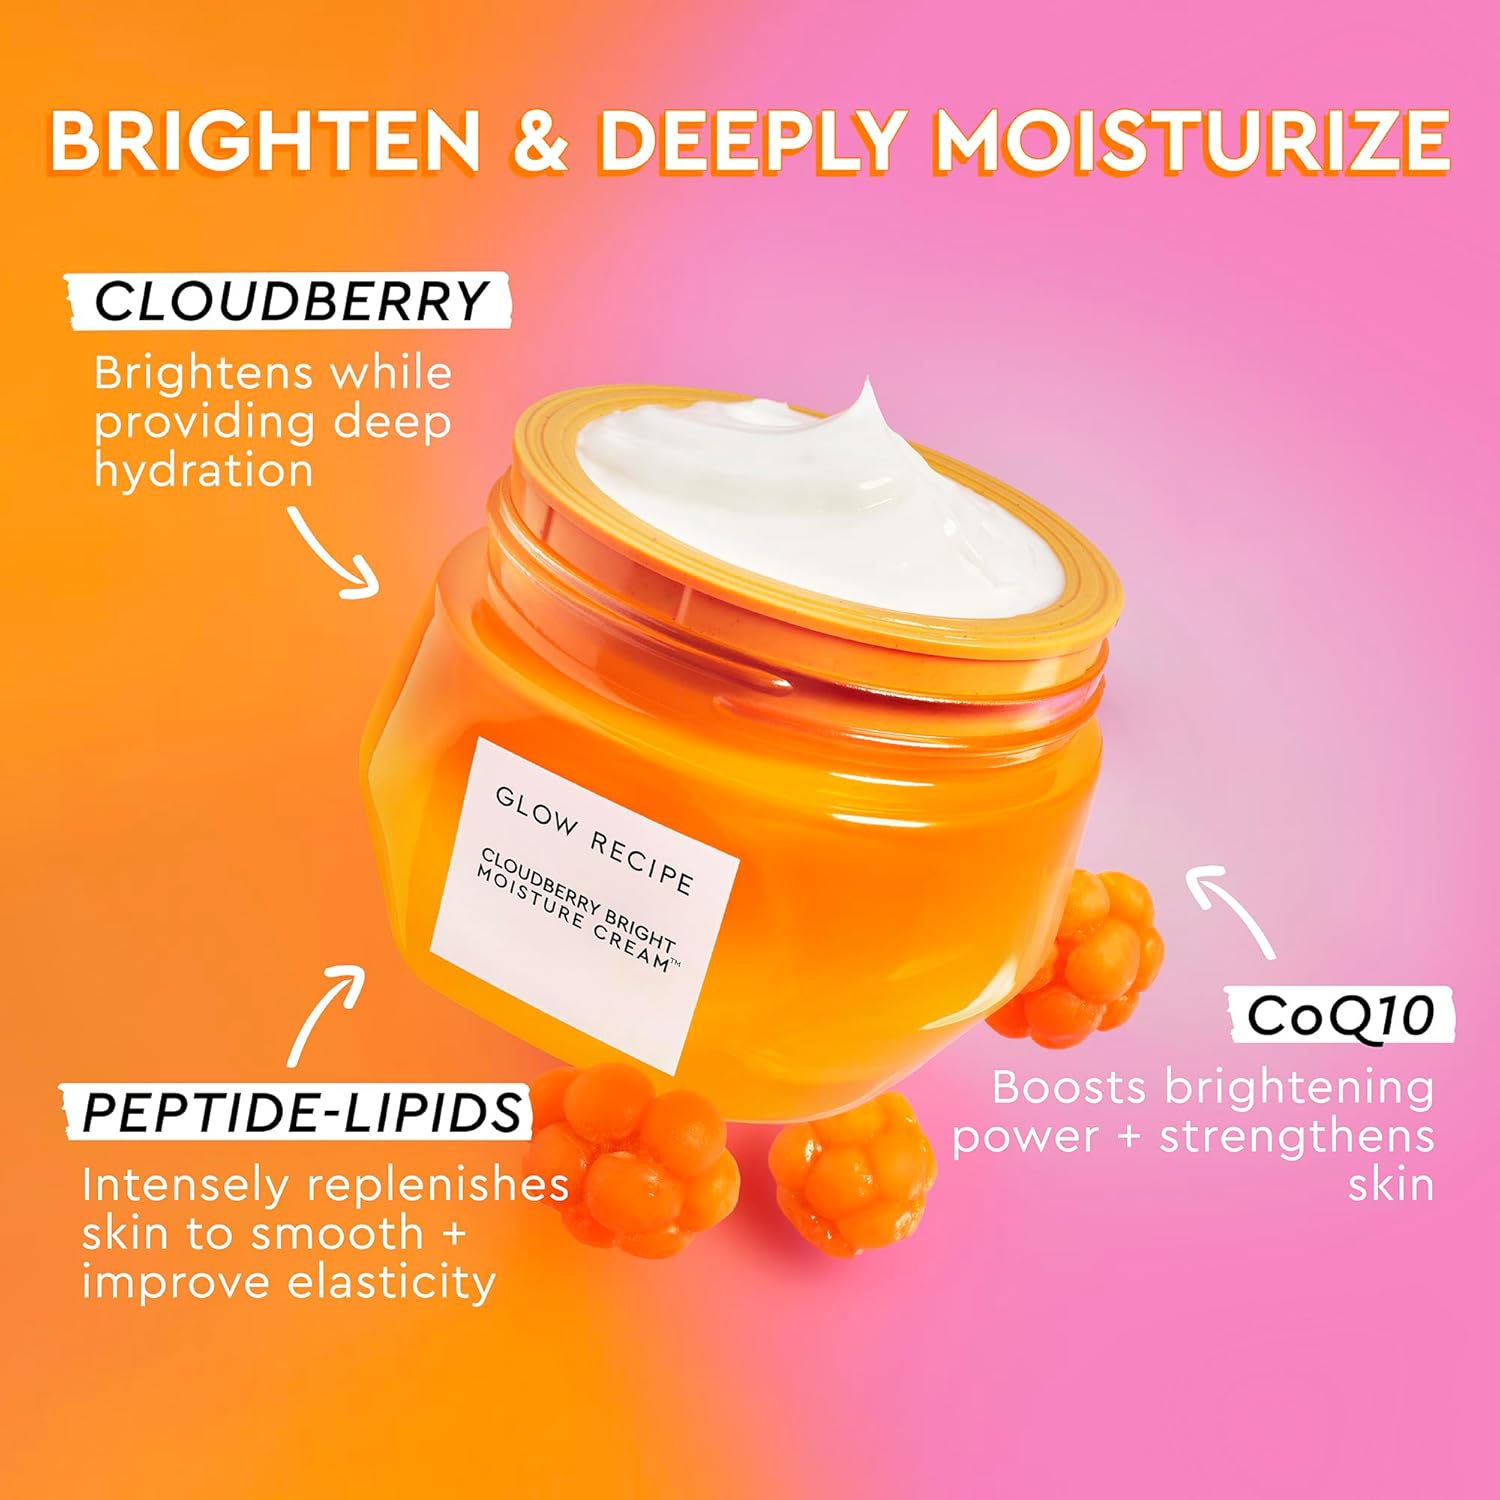 BRIGHTEN & DEEPLY MOISTURIZE
CLOUDBERRY
Brightens while
providing deep
hydration
GLOW RECIPE
CLOUDBERRY BRIGHT
MOISTURE CREAM™
PEPTIDE-LIPIDS
Intensely replenishes
skin to smooth +
improve elasticity
CoQ10
Boosts brightening
power + strengthens
skin